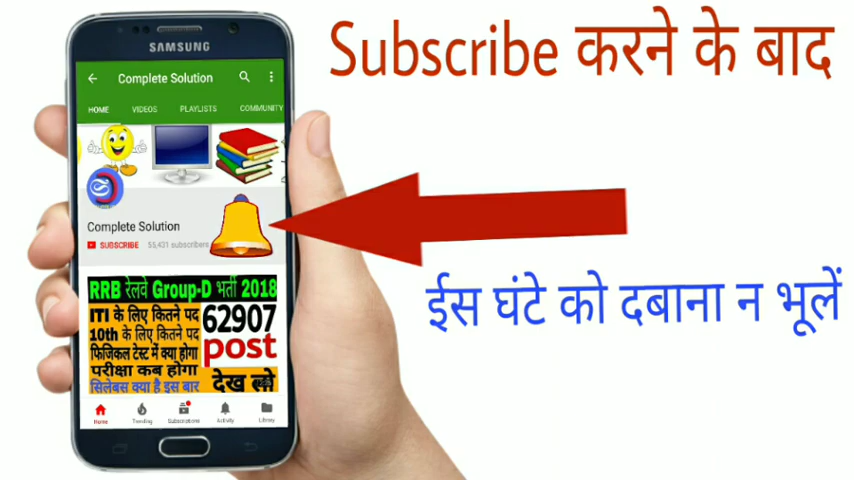 Subscribe करने के बाद
SAMSUNG
Complete Solution
HOME VIDEOS PLAYLISTS COMMUNITY
Complete Solution
SUBSCRIBE 55,431 subscribers
RRB रेलवे Group-D भर्ती 2018
ITI के लिए कितने पद
10th के लिए कितने पद
फिजिकल टेस्ट में क्या होगा
परीक्षा कब होगा
सिलेबस क्या है इस बार
62907
post
देख लो
Home Trending Subscriptions Activity Library
ईस घंटे को दबाना न भूलें